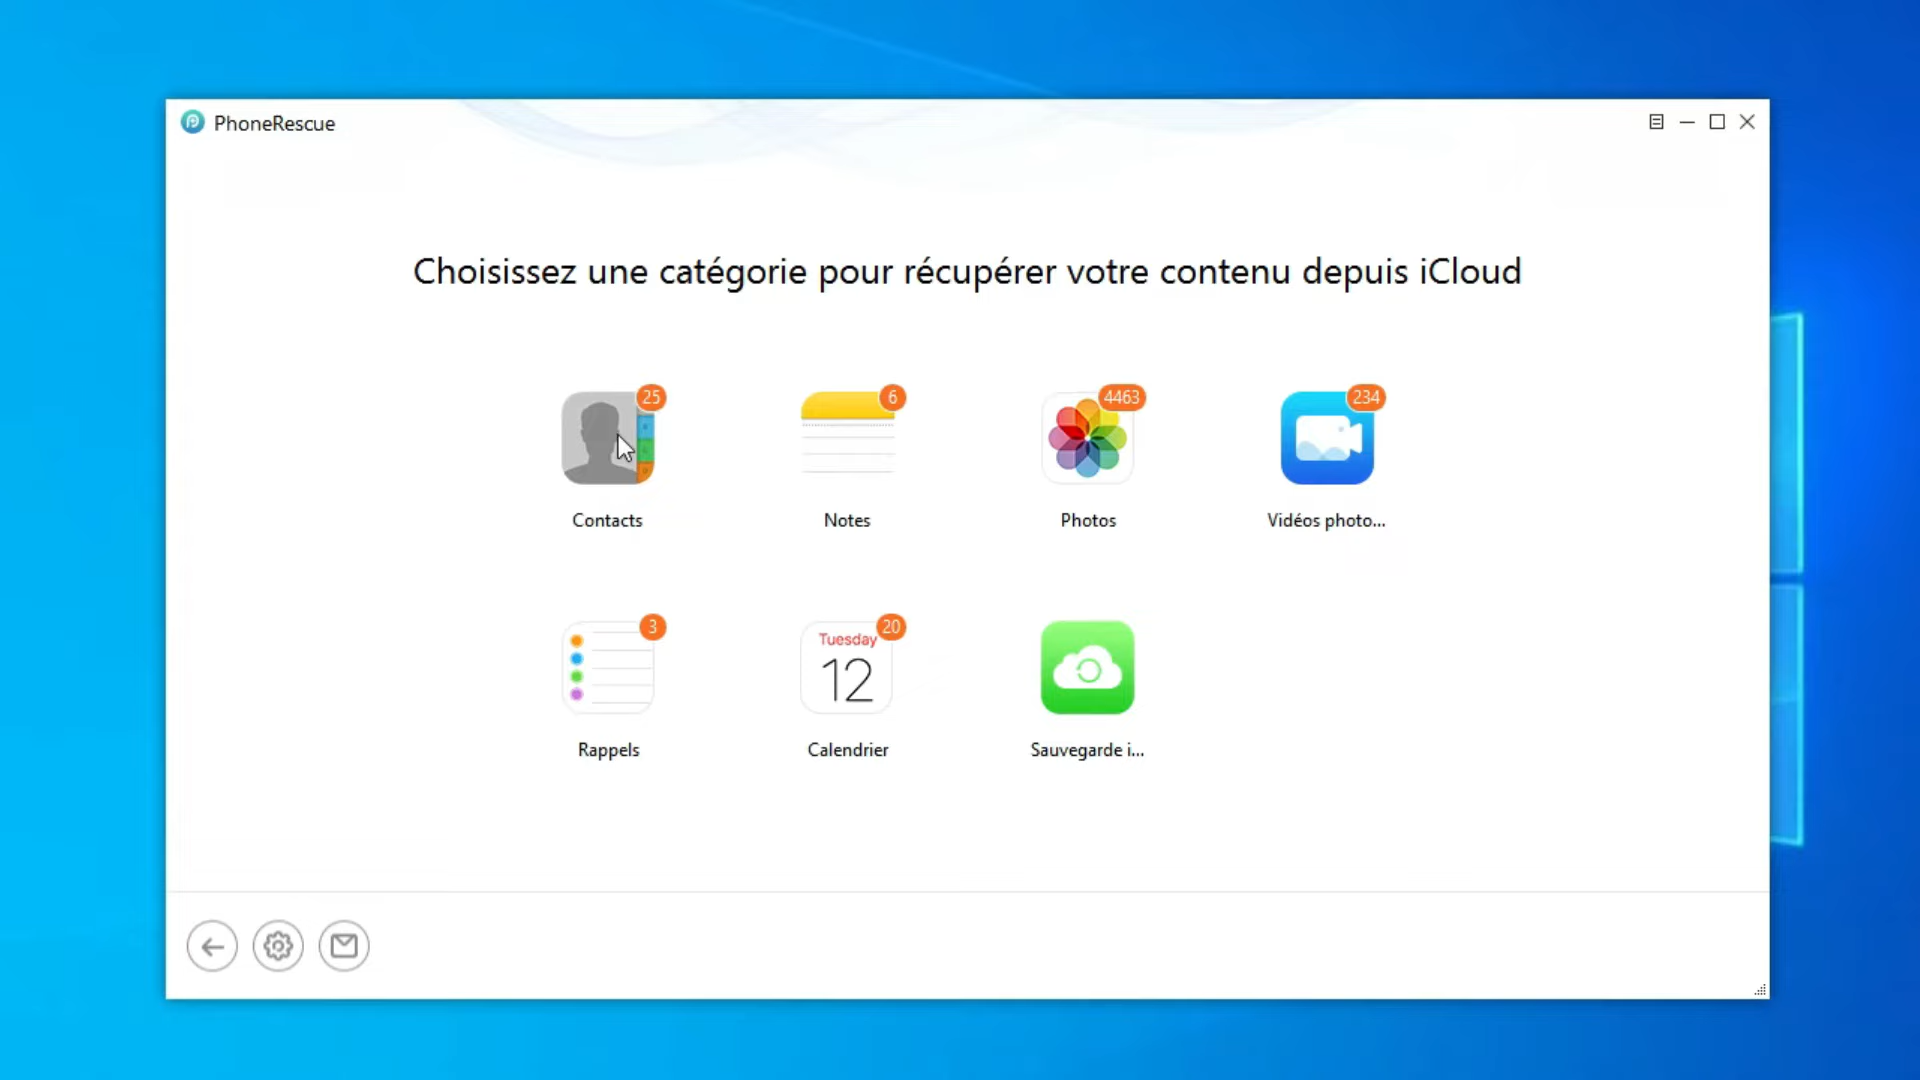 PhoneRescue
Choisissez une catégorie pour récupérer votre contenu depuis iCloud
25
6
4463
234
Contacts
Notes
Photos
Vidéos photo...
3
20
Tuesday
12
Rappels
Calendrier
Sauvegarde i...